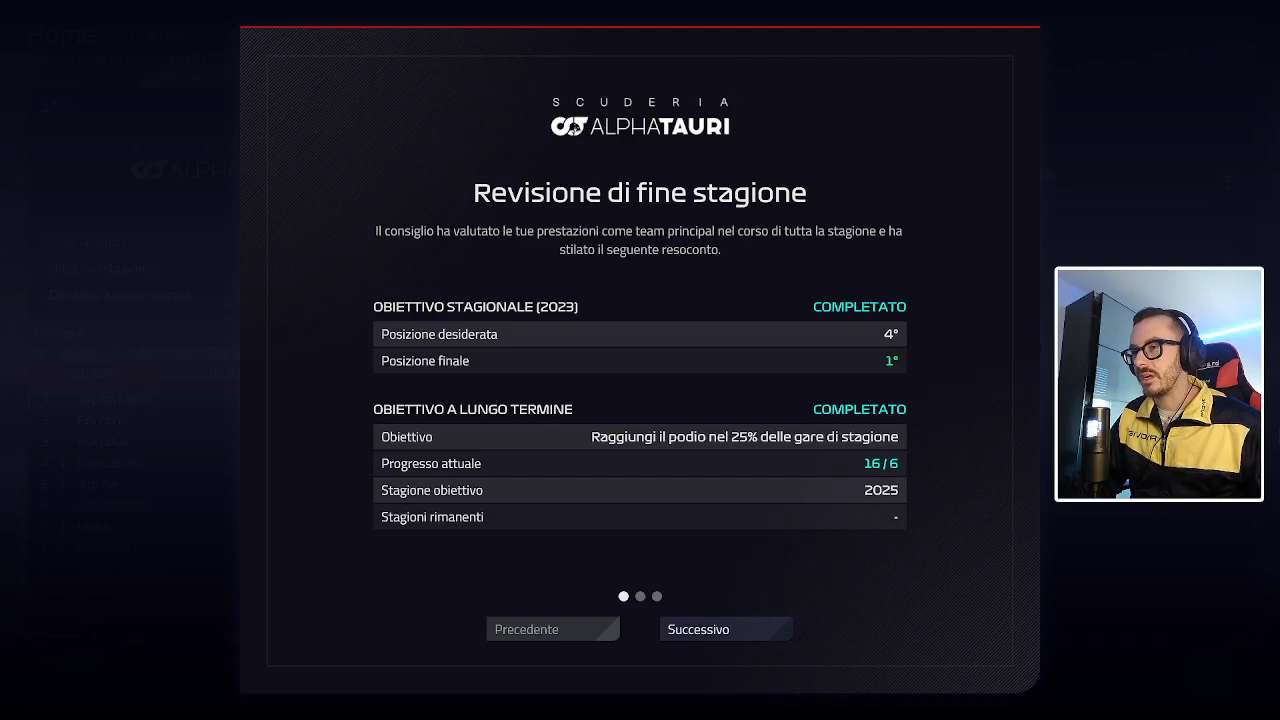 Home
SCUDERIA
ALPHATAURI
Revisione di fine stagione
Il consiglio ha valutato le tue prestazioni come team principal nel corso di tutta la stagione e ha
stilato il seguente resoconto.
OBIETTIVO STAGIONALE (2023) COMPLETATO
Posizione desiderata 4°
Posizione finale 1°
OBIETTIVO A LUNGO TERMINE COMPLETATO
Obiettivo Raggiungi il podio nel 25% delle gare di stagione
Progresso attuale 16 / 6
Stagione obiettivo 2025
Stagioni rimanenti -
Precedente Successivo